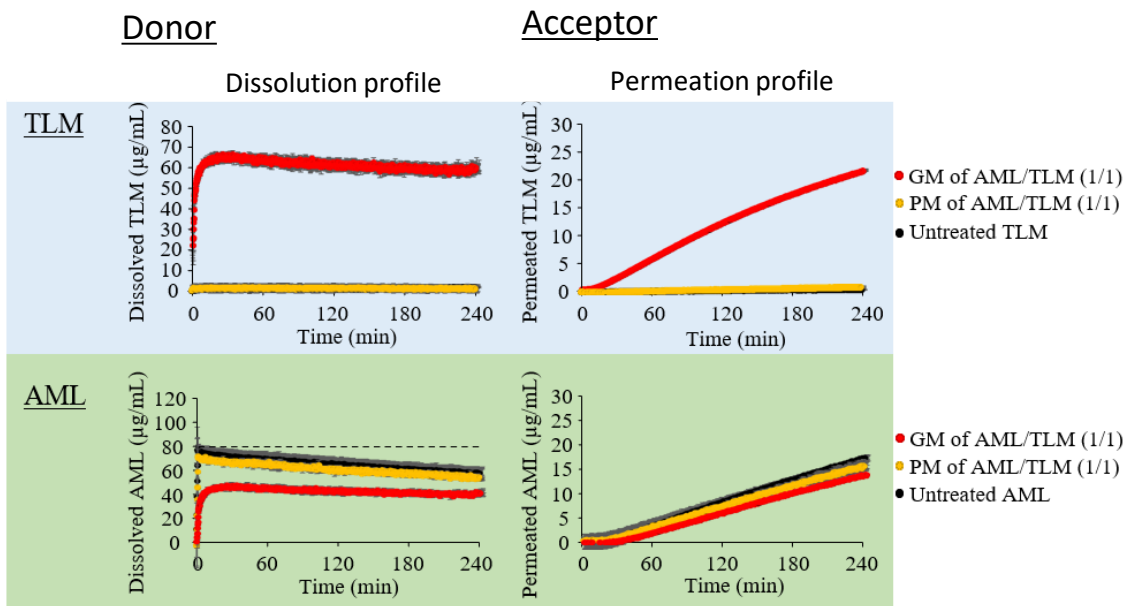 Donor
Acceptor
Dissolution profile
Permeation profile
TLM
Dissolved TLM (µg/mL)
80
70
60
50
40
30
20
10
0
0 60 120 180 240
Time (min)
Permeated TLM (µg/mL)
30
25
20
15
10
5
0
0 60 120 180 240
Time (min)
GM of AML/TLM (1/1)
PM of AML/TLM (1/1)
Untreated TLM
AML
Dissolved AML (µg/mL)
120
100
80
60
40
20
0
0 60 120 180 240
Time (min)
Permeated AML (µg/mL)
30
25
20
15
10
5
0
0 60 120 180 240
Time (min)
GM of AML/TLM (1/1)
PM of AML/TLM (1/1)
Untreated AML